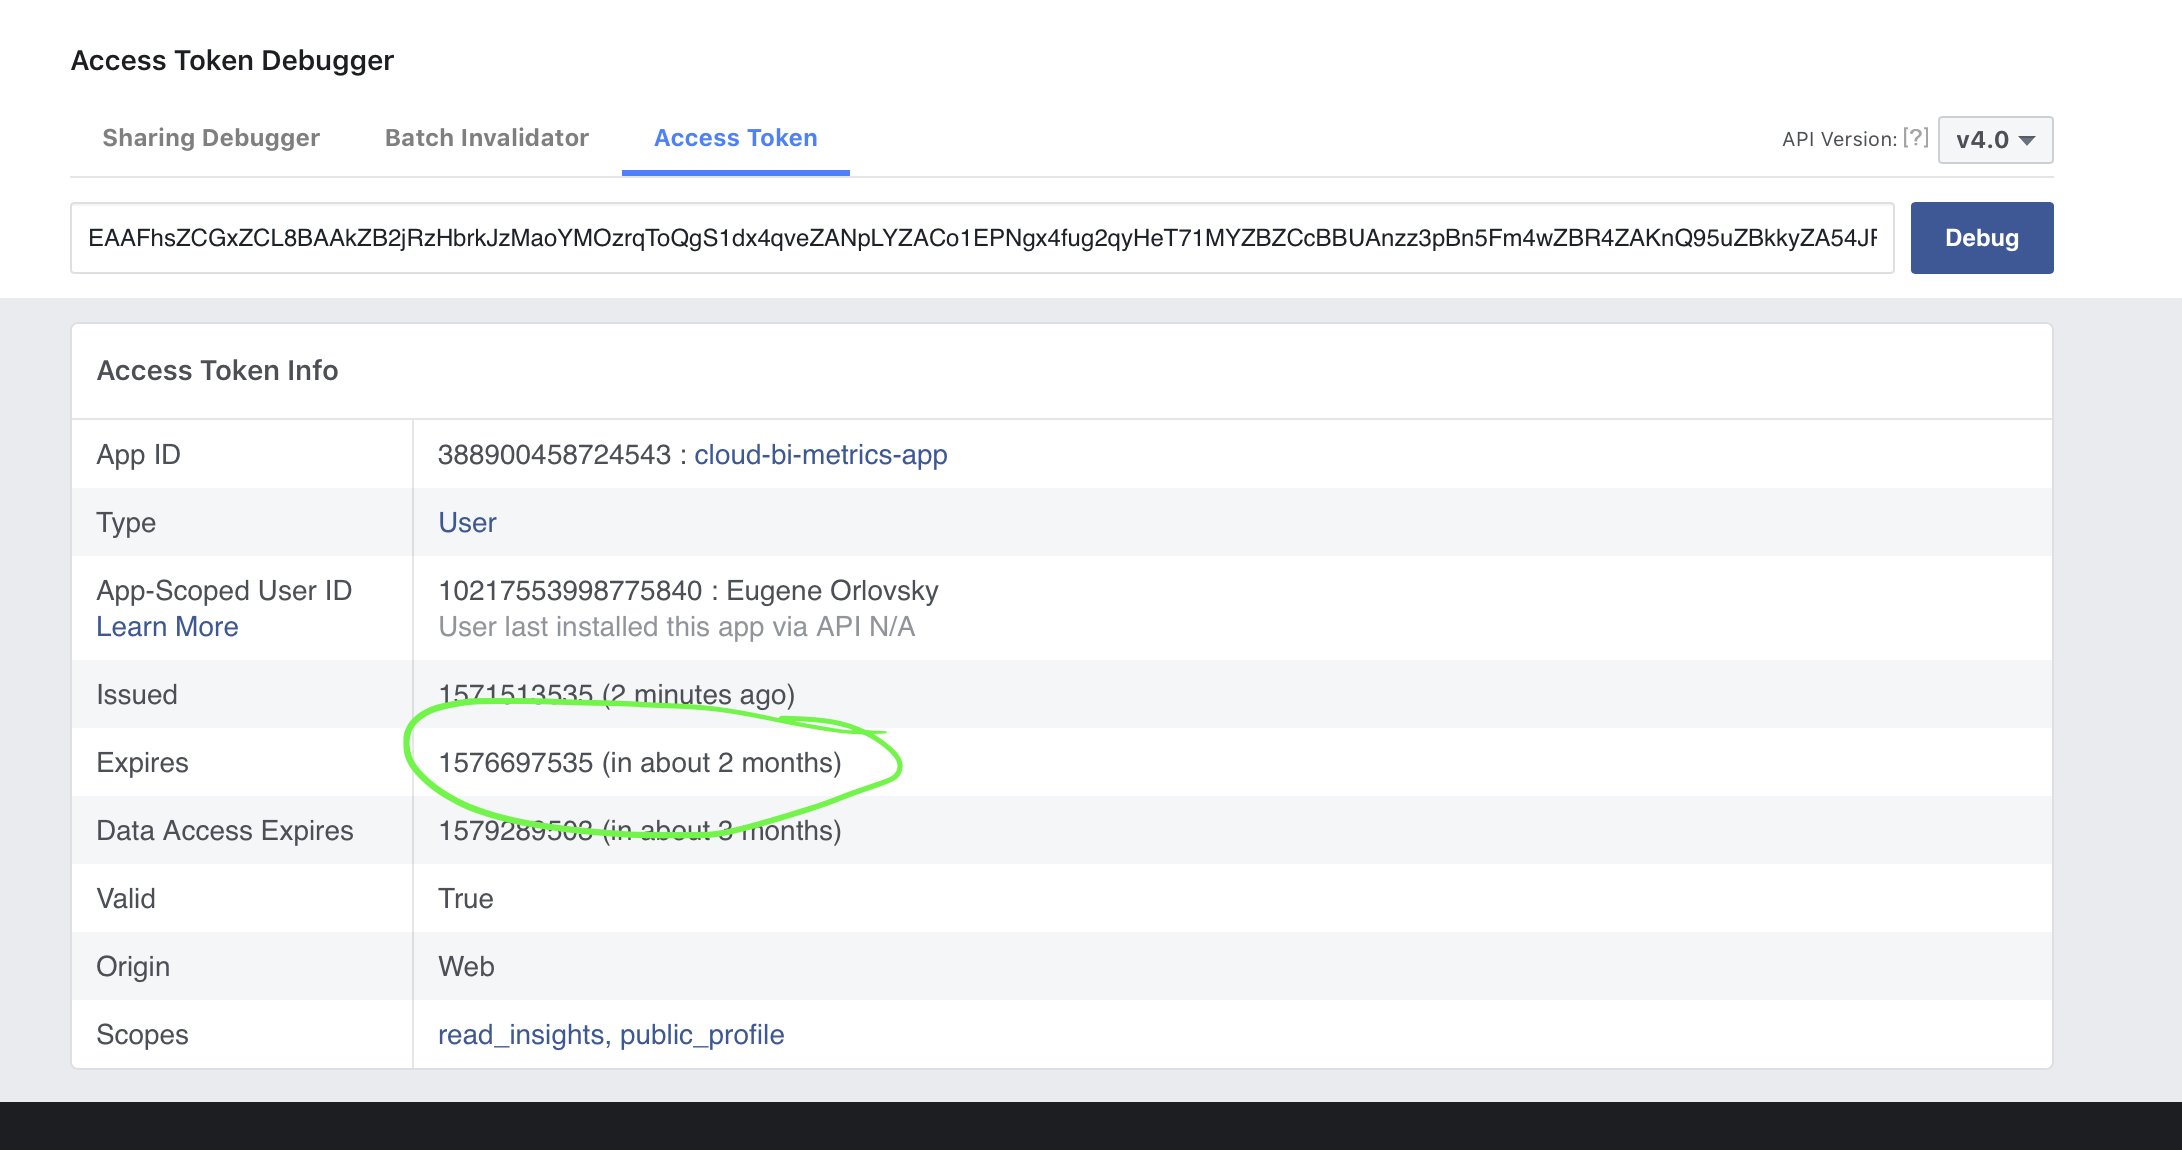 Access Token Debugger
Sharing Debugger Batch Invalidator Access Token API Version: [?] v4.0
EAAFhsZCGxZCL8BAAkZB2jRzHbrkJzMaoYMOzrqToQgS1dx4qveZANpLYZACo1EPNgx4fug2qyHeT71MYZBZCcBBUAnzz3pBn5Fm4wZBR4ZAKnQ95uZBkkyZA54JF Debug
Access Token Info
App ID 388900458724543 : cloud-bi-metrics-app
Type User
App-Scoped User ID 10217553998775840 : Eugene Orlovsky
Learn More User last installed this app via API N/A
Issued 1571513535 (2 minutes ago)
Expires 1576697535 (in about 2 months)
Data Access Expires 1579289503 (in about 3 months)
Valid True
Origin Web
Scopes read_insights, public_profile